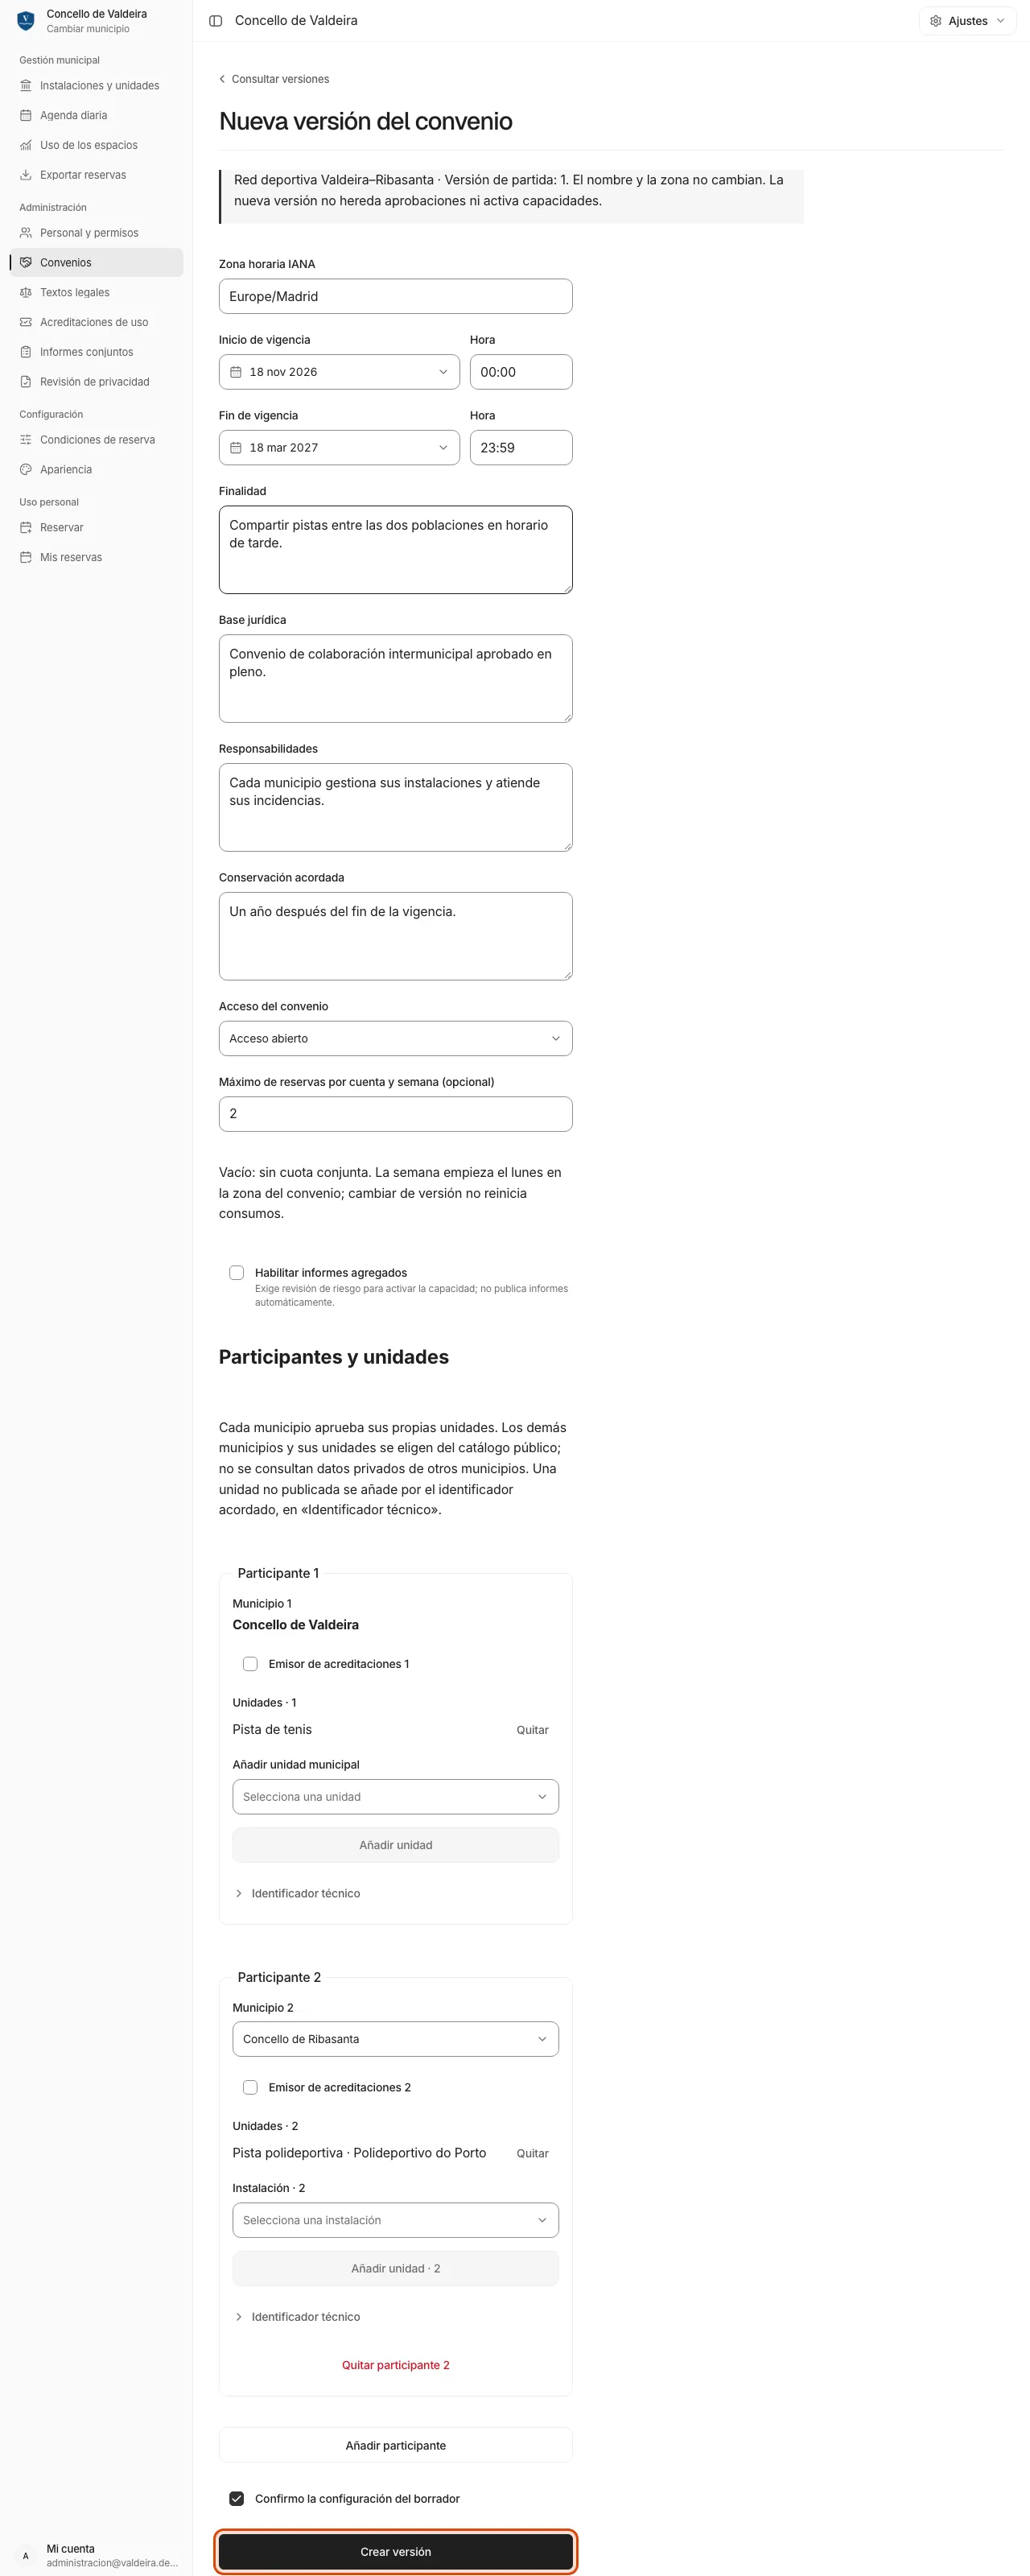 Concello de Valdeira
Cambiar municipio
Gestión municipal
Instalaciones y unidades
Agenda diaria
Uso de los espacios
Exportar reservas
Administración
Personal y permisos
Convenios
Textos legales
Acreditaciones de uso
Informes conjuntos
Revisión de privacidad
Configuración
Condiciones de reserva
Apariencia
Uso personal
Reservar
Mis reservas
A
Mi cuenta
administracion@valdeira.de...
Concello de Valdeira
Ajustes
Consultar versiones
Nueva versión del convenio
Red deportiva Valdeira–Ribasanta · Versión de partida: 1. El nombre y la zona no cambian. La
nueva versión no hereda aprobaciones ni activa capacidades.
Zona horaria IANA
Europe/Madrid
Inicio de vigencia
Hora
18 nov 2026
00:00
Fin de vigencia
Hora
18 mar 2027
23:59
Finalidad
Compartir pistas entre las dos poblaciones en horario
de tarde.
Base jurídica
Convenio de colaboración intermunicipal aprobado en
pleno.
Responsabilidades
Cada municipio gestiona sus instalaciones y atiende
sus incidencias.
Conservación acordada
Un año después del fin de la vigencia.
Acceso del convenio
Acceso abierto
Máximo de reservas por cuenta y semana (opcional)
2
Vacío: sin cuota conjunta. La semana empieza el lunes en
la zona del convenio; cambiar de versión no reinicia
consumos.
Habilitar informes agregados
Exige revisión de riesgo para activar la capacidad; no publica informes
automáticamente.
Participantes y unidades
Cada municipio aprueba sus propias unidades. Los demás
municipios y sus unidades se eligen del catálogo público;
no se consultan datos privados de otros municipios. Una
unidad no publicada se añade por el identificador
acordado, en «Identificador técnico».
Participante 1
Municipio 1
Concello de Valdeira
Emisor de acreditaciones 1
Unidades · 1
Pista de tenis
Quitar
Añadir unidad municipal
Selecciona una unidad
Añadir unidad
Identificador técnico
Participante 2
Municipio 2
Concello de Ribasanta
Emisor de acreditaciones 2
Unidades · 2
Pista polideportiva · Polideportivo do Porto
Quitar
Instalación · 2
Selecciona una instalación
Añadir unidad · 2
Identificador técnico
Quitar participante 2
Añadir participante
Confirmo la configuración del borrador
Crear versión